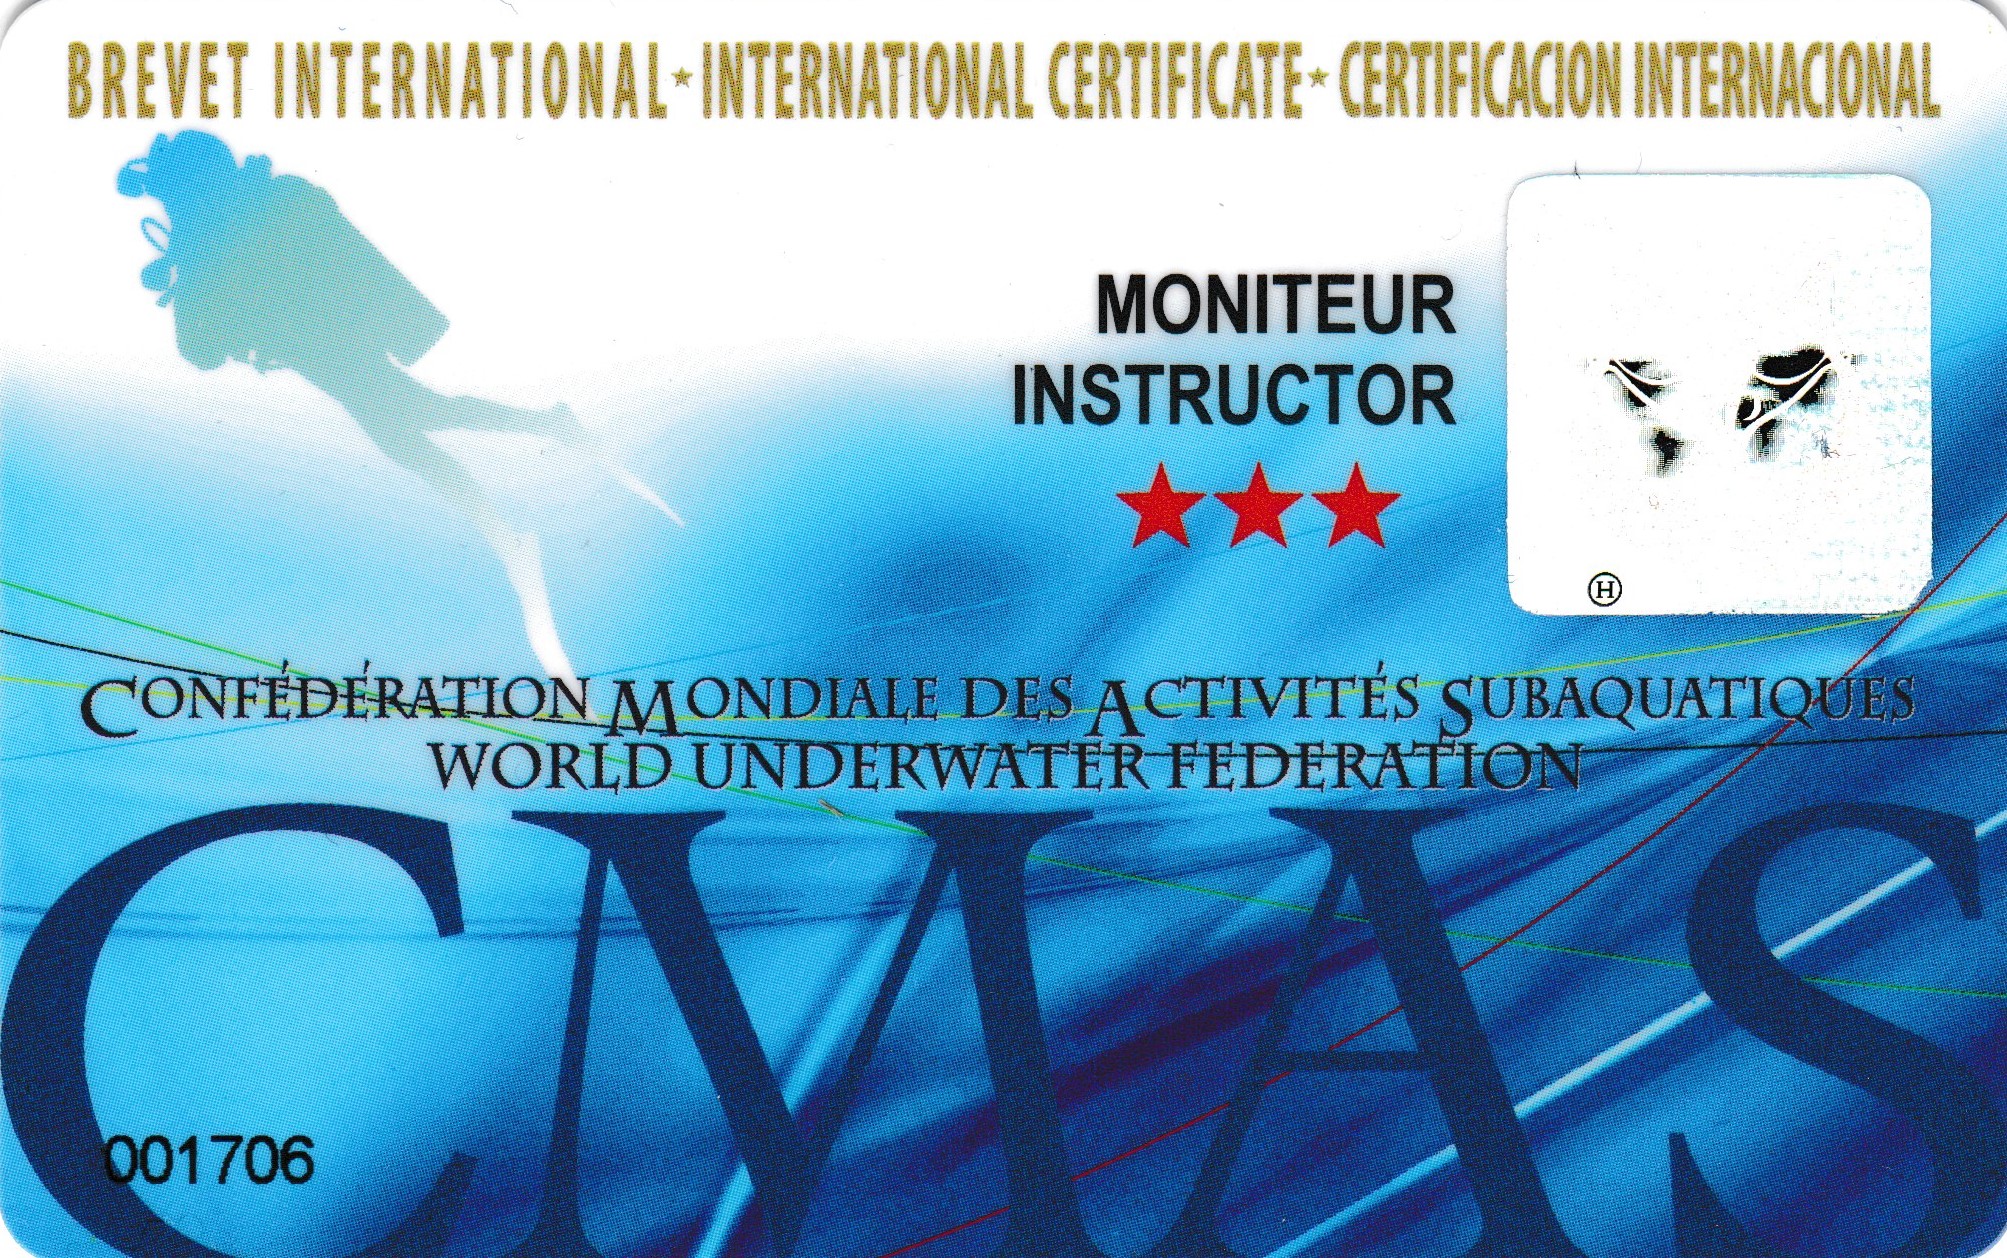 BREVET INTERNATIONAL★INTERNATIONAL CERTIFICATE★CERTIFICACION INTERNACIONAL
MONITEUR
INSTRUCTOR
★★★
H
CONFÉDÉRATION MONDIALE DES ACTIVITÉS SUBAQUATIQUES
WORLD UNDERWATER FEDERATION
CMAS
001706